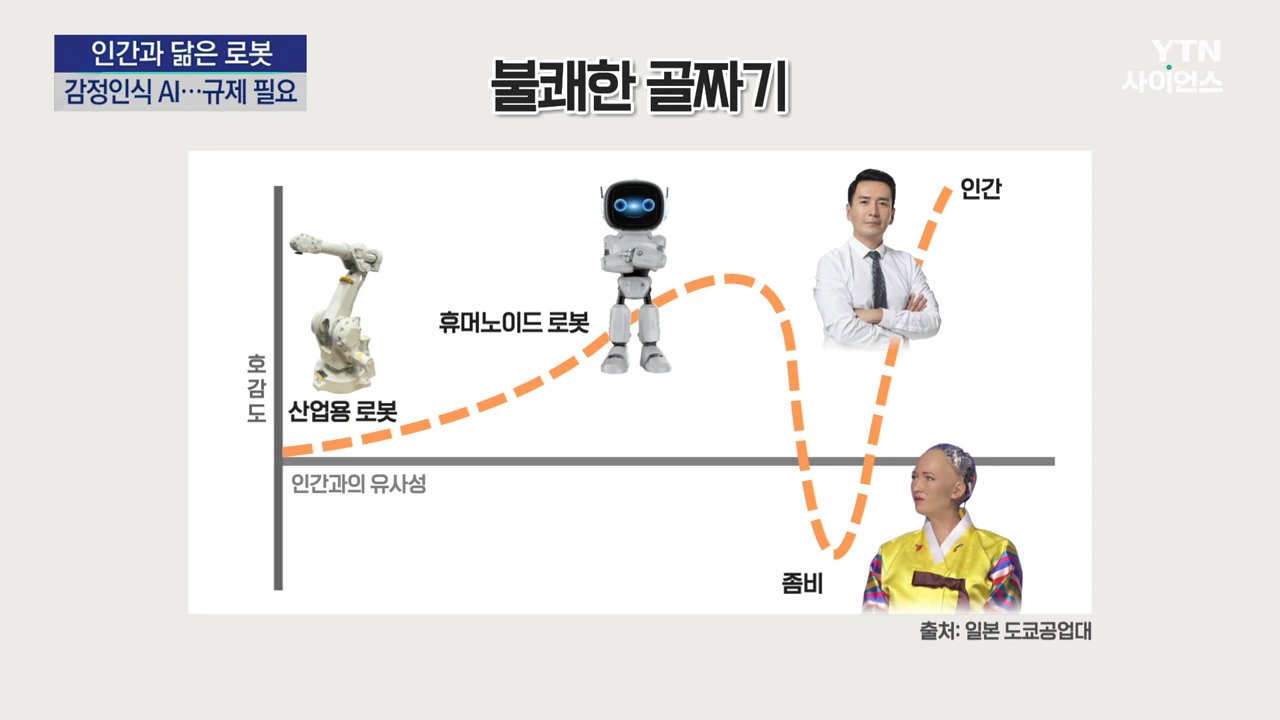 인간과 닮은 로봇
감정인식 AI…규제 필요
불쾌한 골짜기
YTN
사이언스
인간
휴머노이드 로봇
호감도
산업용 로봇
인간과의 유사성
좀비
출처: 일본 도쿄공업대